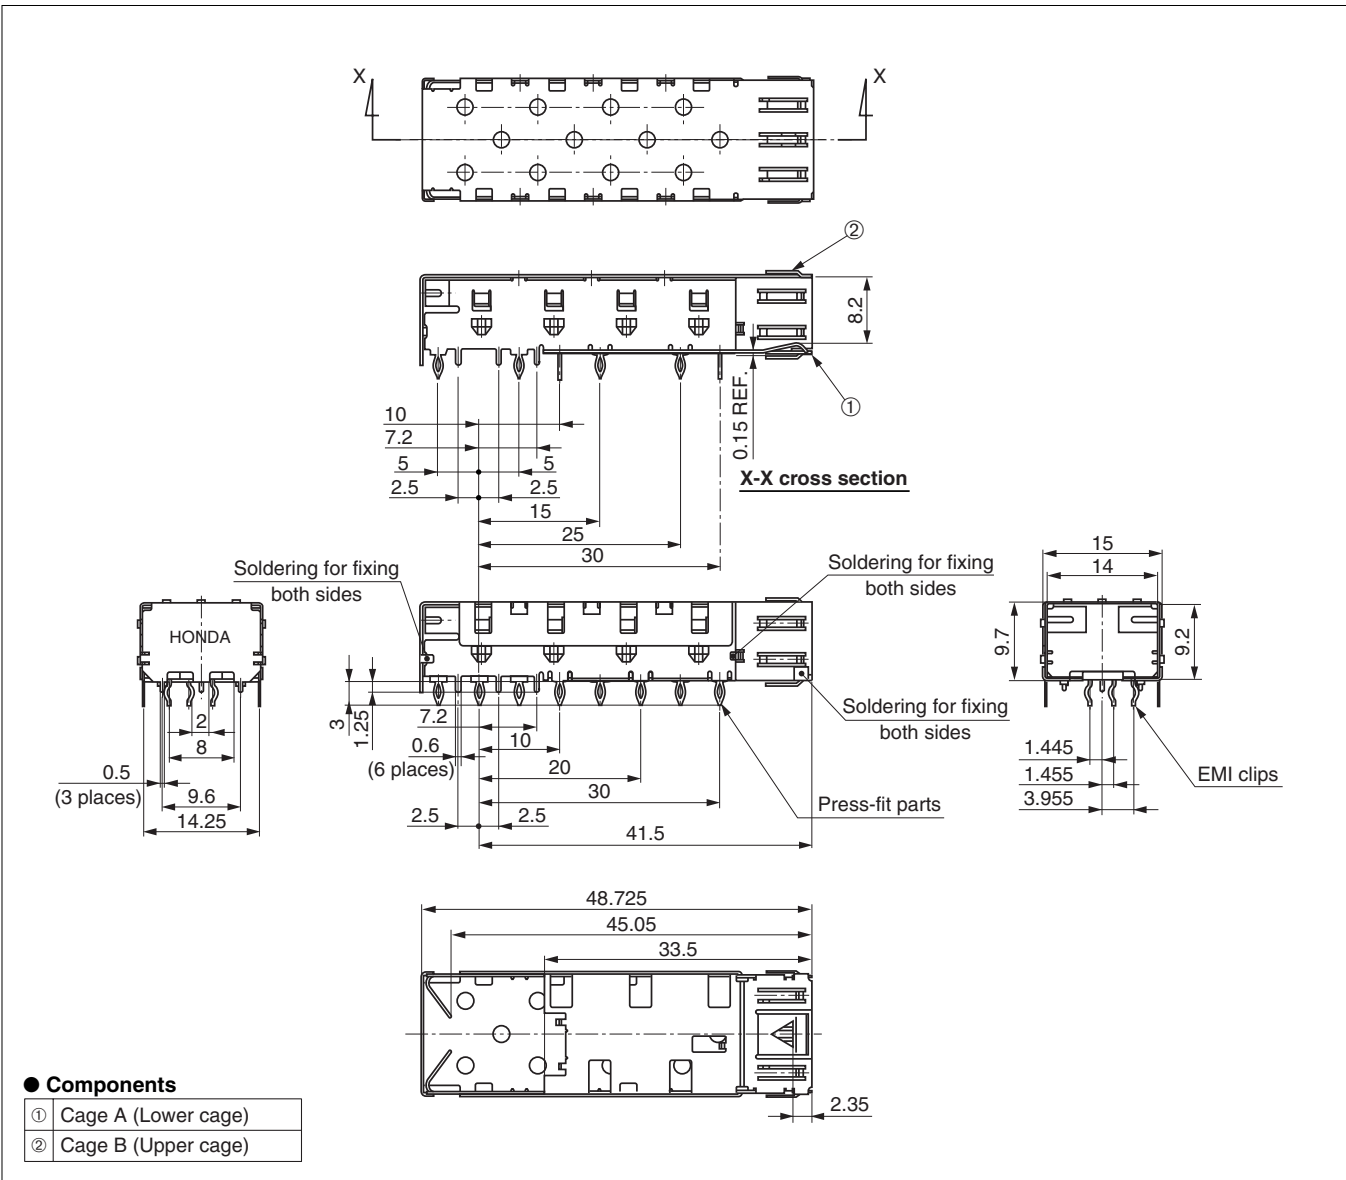 X
X
②
8.2
①
10
7.2
5
5
2.5
2.5
0.15 REF.
X-X cross section
15
25
30
Soldering for fixing
both sides
Soldering for fixing
both sides
15
14
HONDA
9.7
9.2
2
8
0.5
(3 places)
9.6
14.25
3
1.25
7.2
10
0.6
(6 places)
20
30
2.5
2.5
41.5
Soldering for fixing
both sides
Press-fit parts
1.445
1.455
3.955
EMI clips
48.725
45.05
33.5
2.35
● Components
① Cage A (Lower cage)
② Cage B (Upper cage)